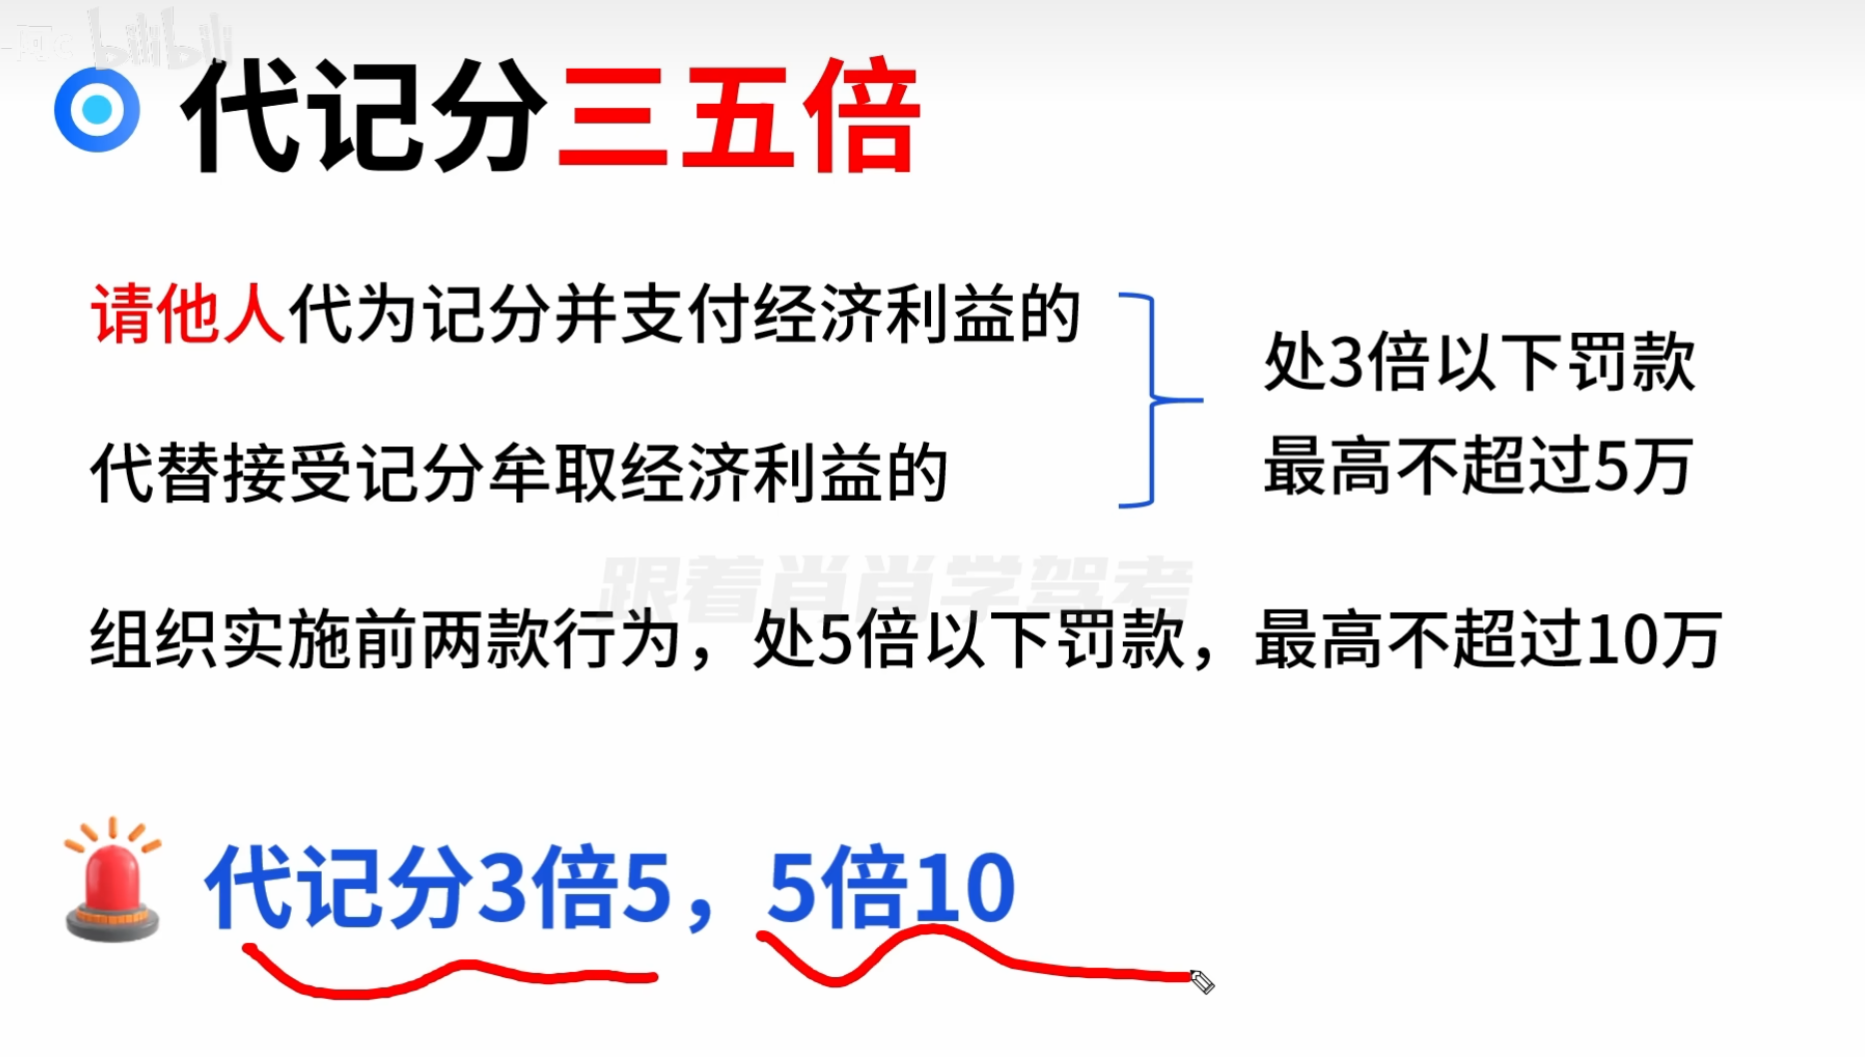 bilibili
代记分三五倍
请他人代为记分并支付经济利益的
代替接受记分牟取经济利益的
处3倍以下罚款
最高不超过5万
跟着肖肖学驾考
组织实施前两款行为，处5倍以下罚款，最高不超过10万
代记分3倍5，5倍10